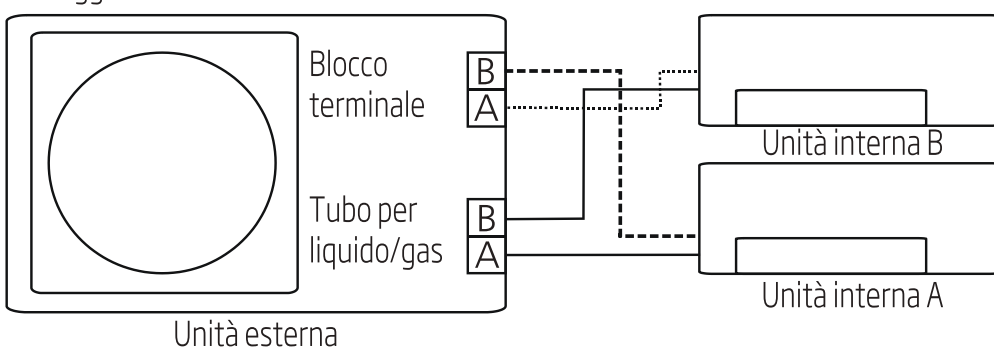 Blocco
terminale
B
A
Tubo per
liquido/gas
B
A
Unità esterna
Unità interna B
Unità interna A